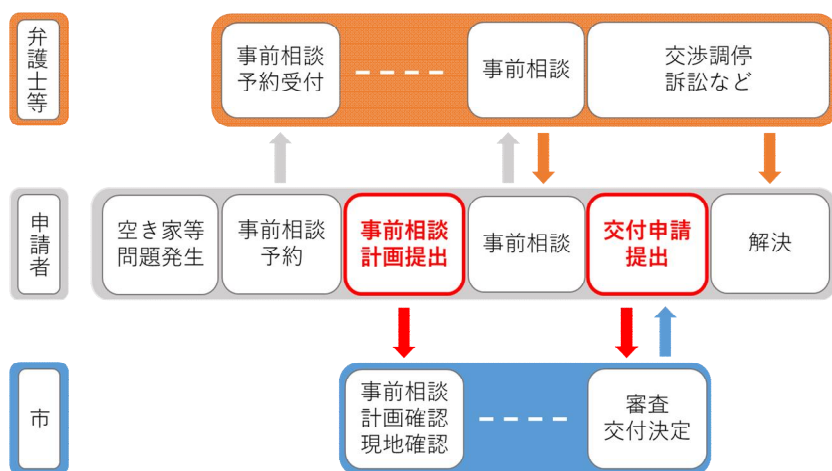 弁護士等
事前相談
予約受付
事前相談
交渉調停
訴訟など
申請者
空き家等
問題発生
事前相談
予約
事前相談
計画提出
事前相談
交付申請
提出
解決
市
事前相談
計画確認
現地確認
審査
交付決定